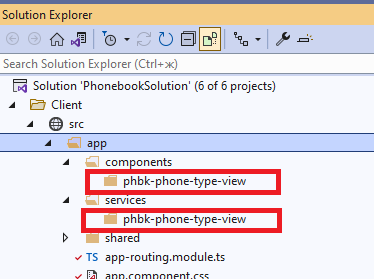 Solution Explorer
Search Solution Explorer (Ctrl+ж)
Solution 'PhonebookSolution' (6 of 6 projects)
Client
src
app
components
phbk-phone-type-view
services
phbk-phone-type-view
shared
TS app-routing.module.ts
app.component.css